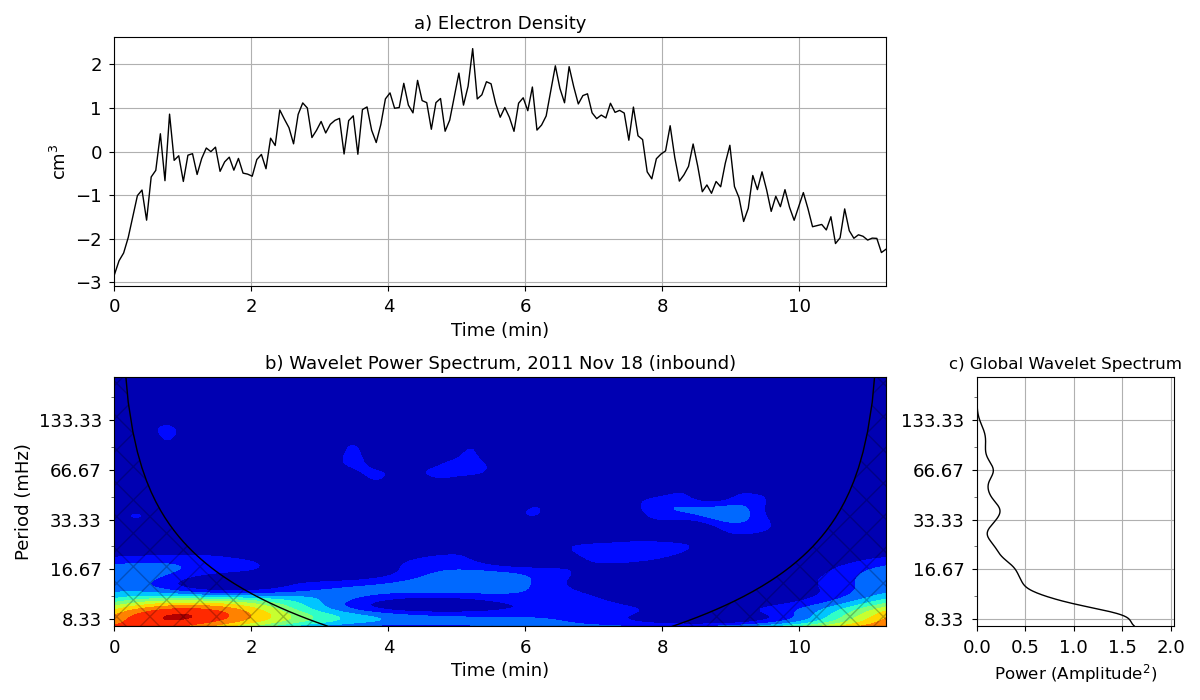 a) Electron Density
cm³
2
1
0
−1
−2
−3
0 2 4 6 8 10
Time (min)
b) Wavelet Power Spectrum, 2011 Nov 18 (inbound)
Period (mHz)
133.33
66.67
33.33
16.67
8.33
0 2 4 6 8 10
Time (min)
c) Global Wavelet Spectrum
133.33
66.67
33.33
16.67
8.33
0.0 0.5 1.0 1.5 2.0
Power (Amplitude²)